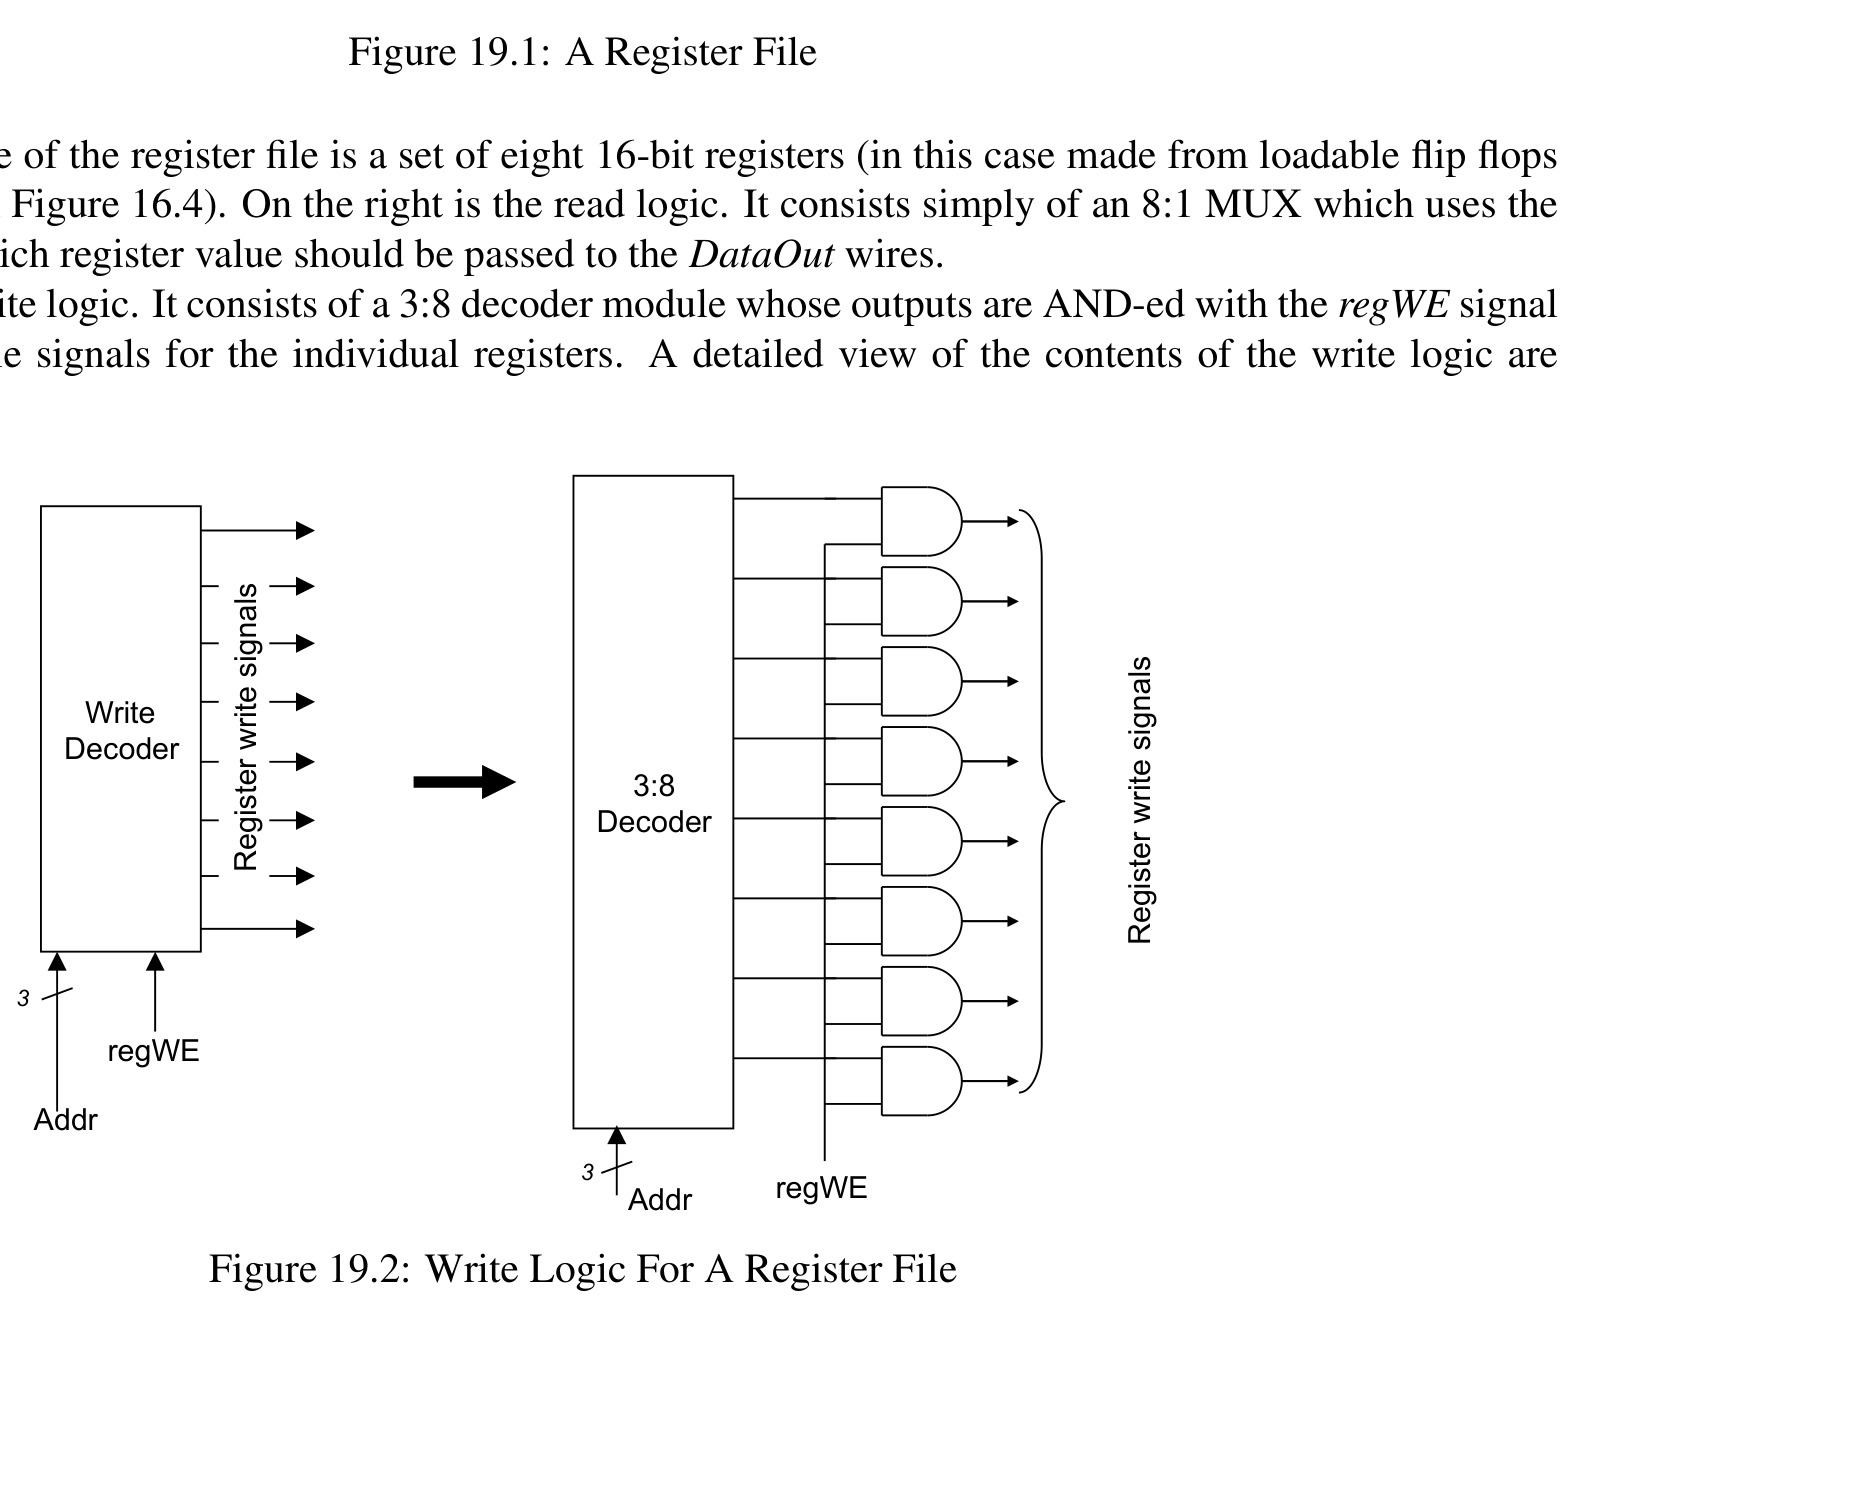 Figure 19.1: A Register File
e of the register file is a set of eight 16-bit registers (in this case made from loadable flip flops
Figure 16.4). On the right is the read logic. It consists simply of an 8:1 MUX which uses the
ich register value should be passed to the DataOut wires.
ite logic. It consists of a 3:8 decoder module whose outputs are AND-ed with the regWE signal
le signals for the individual registers. A detailed view of the contents of the write logic are
Write
Decoder
Register write signals
3
regWE
Addr
3:8
Decoder
3
Addr
regWE
Register write signals
Figure 19.2: Write Logic For A Register File